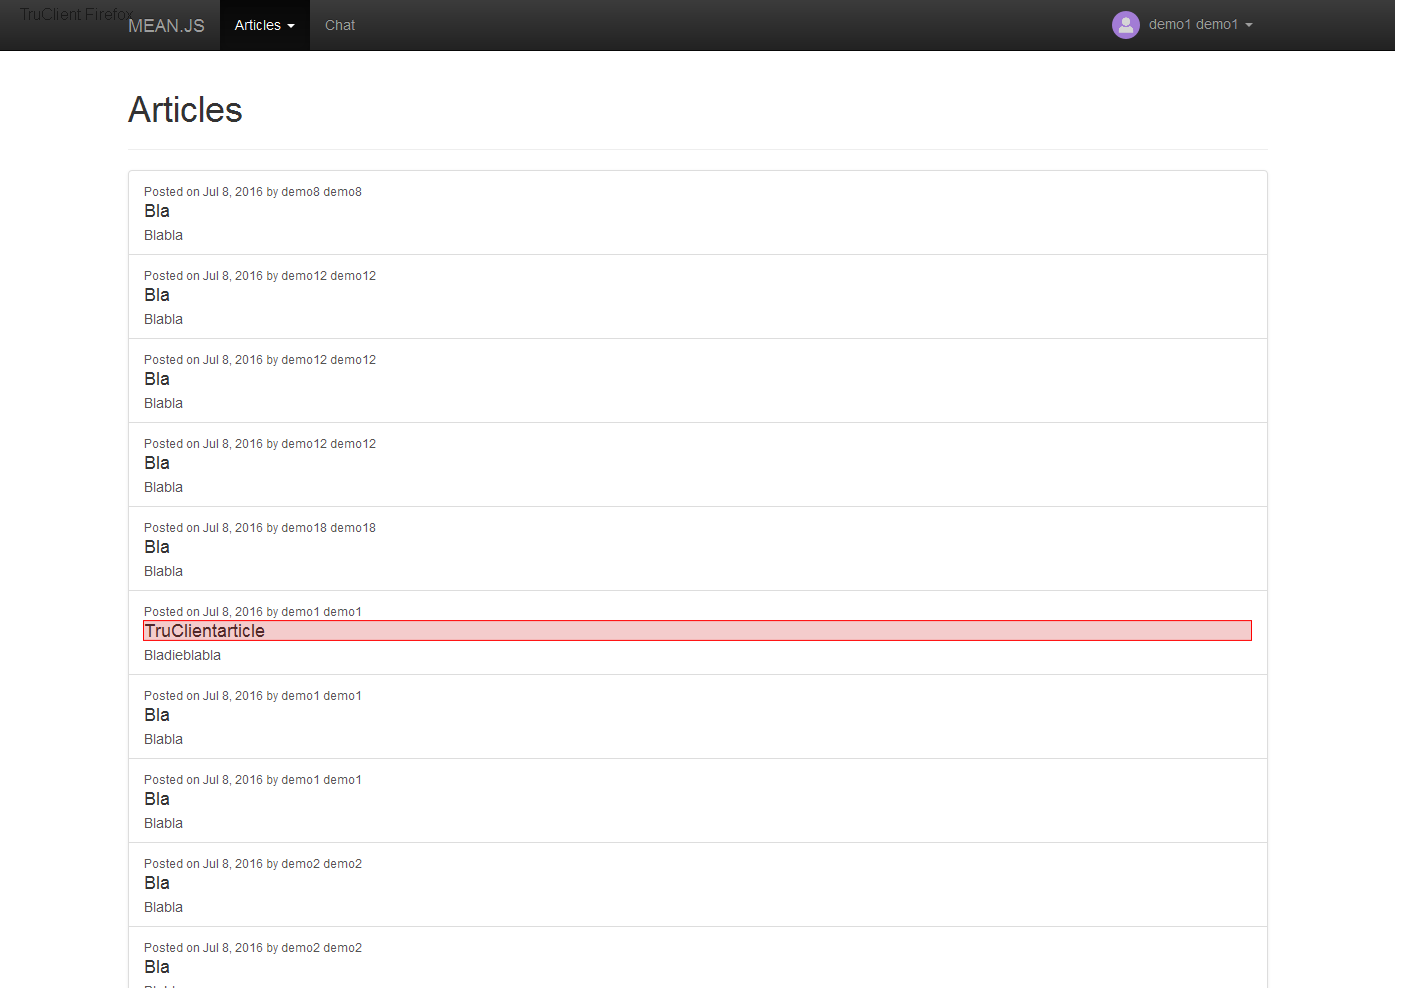 TruClient Firefox
MEAN.JS Articles Chat demo1 demo1
Articles
Posted on Jul 8, 2016 by demo8 demo8
Bla
Blabla
Posted on Jul 8, 2016 by demo12 demo12
Bla
Blabla
Posted on Jul 8, 2016 by demo12 demo12
Bla
Blabla
Posted on Jul 8, 2016 by demo12 demo12
Bla
Blabla
Posted on Jul 8, 2016 by demo18 demo18
Bla
Blabla
Posted on Jul 8, 2016 by demo1 demo1
TruClientarticle
Bladieblabla
Posted on Jul 8, 2016 by demo1 demo1
Bla
Blabla
Posted on Jul 8, 2016 by demo1 demo1
Bla
Blabla
Posted on Jul 8, 2016 by demo2 demo2
Bla
Blabla
Posted on Jul 8, 2016 by demo2 demo2
Bla